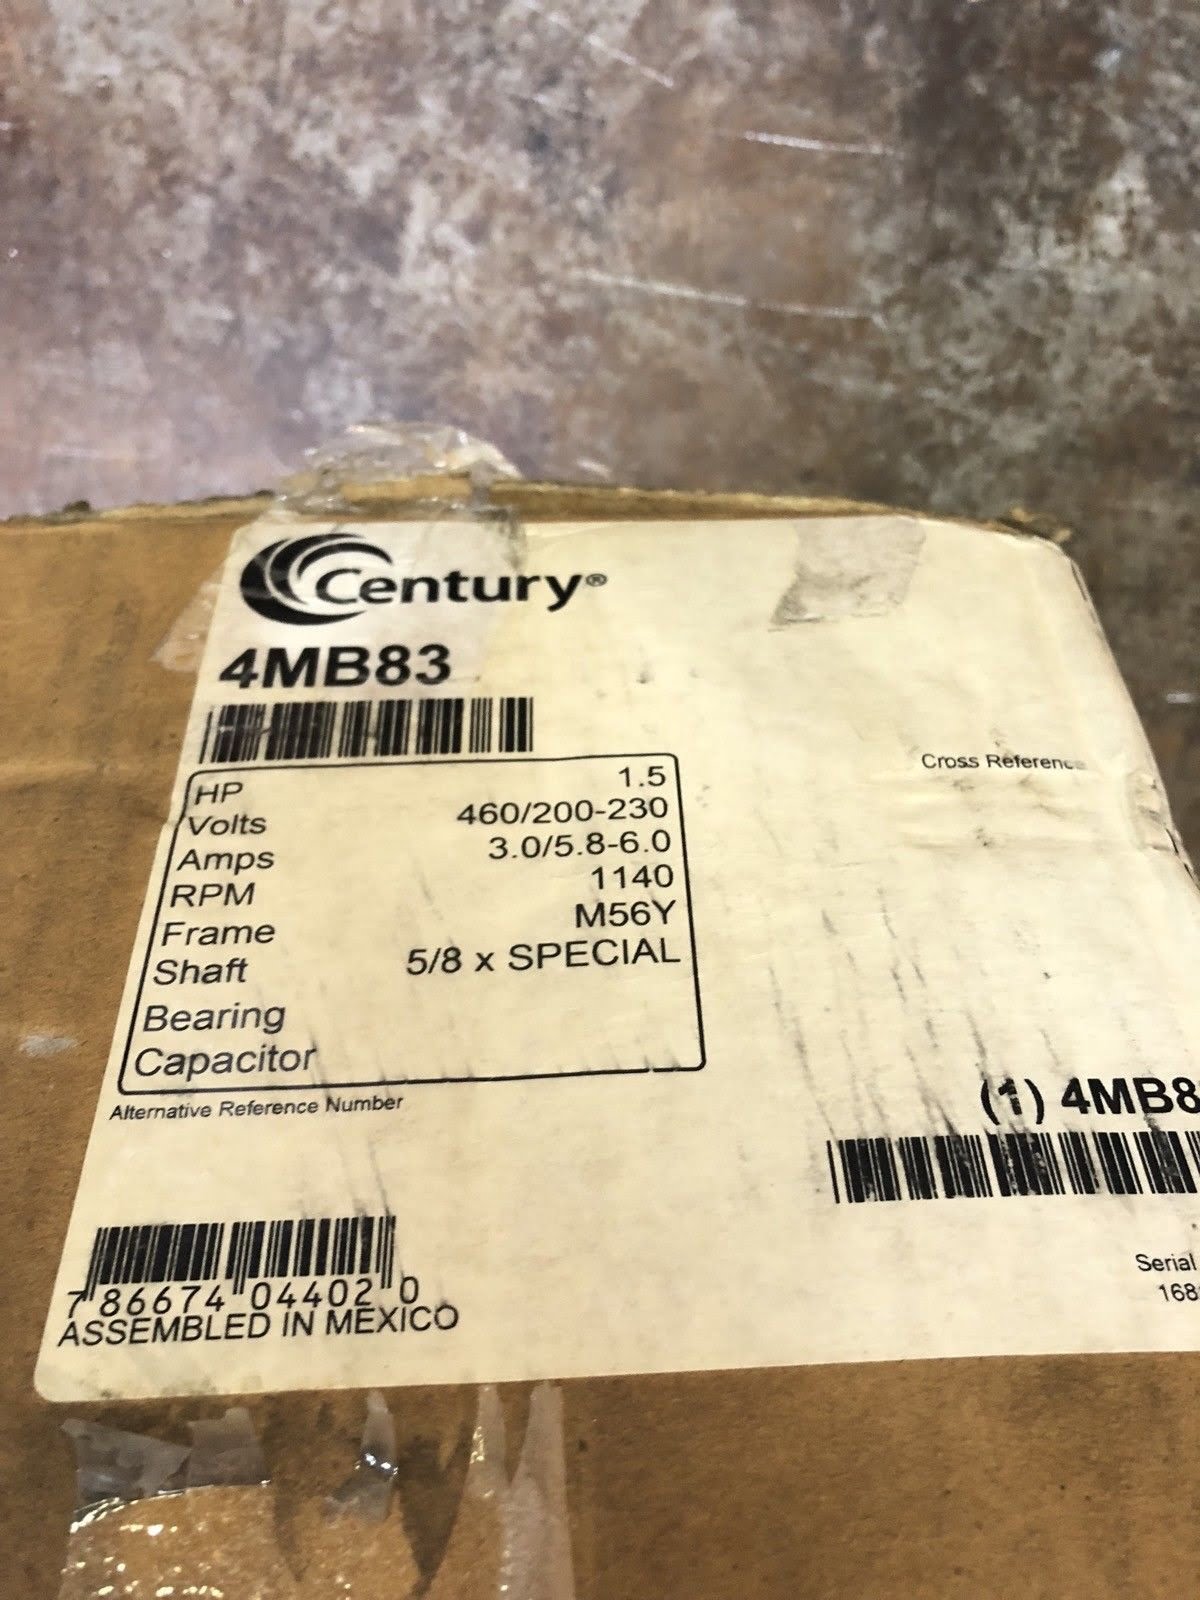 Century®
4MB83
HP 1.5
Volts 460/200-230
Amps 3.0/5.8-6.0
RPM 1140
Frame M56Y
Shaft 5/8 x SPECIAL
Bearing
Capacitor
Alternative Reference Number
Cross Reference
(1) 4MB8
Serial
168
7 86674 04402 0
ASSEMBLED IN MEXICO